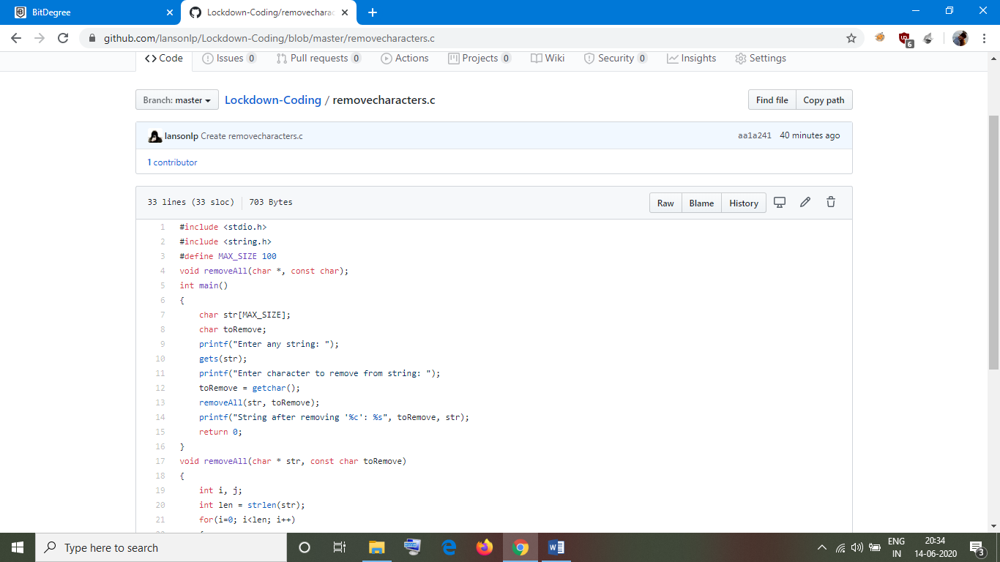 BitDegree
Lockdown-Coding/removecharac
github.com/lansonlp/Lockdown-Coding/blob/master/removecharacters.c
6
Code Issues 0 Pull requests 0 Actions Projects 0 Wiki Security 0 Insights Settings
Branch: master Lockdown-Coding / removecharacters.c Find file Copy path
lansonlp Create removecharacters.c aa1a241 40 minutes ago
1 contributor
33 lines (33 sloc) 703 Bytes Raw Blame History
1 #include <stdio.h>
2 #include <string.h>
3 #define MAX_SIZE 100
4 void removeAll(char *, const char);
5 int main()
6 {
7 char str[MAX_SIZE];
8 char toRemove;
9 printf("Enter any string: ");
10 gets(str);
11 printf("Enter character to remove from string: ");
12 toRemove = getchar();
13 removeAll(str, toRemove);
14 printf("String after removing '%c': %s", toRemove, str);
15 return 0;
16 }
17 void removeAll(char * str, const char toRemove)
18 {
19 int i, j;
20 int len = strlen(str);
21 for(i=0; i<len; i++)
Type here to search
ENG 20:34
IN 14-06-2020 3